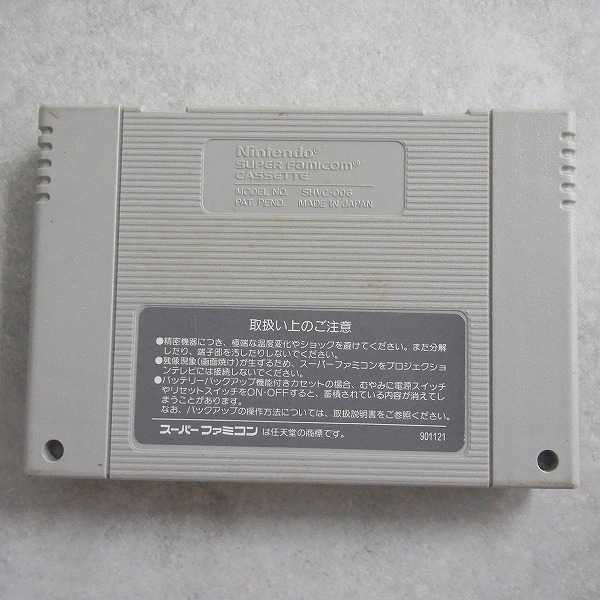 Nintendo®
SUPER Famicom®
CASSETTE
MODEL NO. SHVC-006
PAT. PEND. MADE IN JAPAN
取扱い上のご注意
●精密機器につき、極端な温度変化やショックを避けてください。また分解
したり、端子部を汚したりしないでください。
●残像現象(画面焼け)が生ずるため、スーパーファミコンをプロジェクショ
ンテレビには接続しないでください。
●バッテリーバックアップ機能付きカセットの場合、むやみに電源スイッチ
やリセットスイッチをON・OFFすると、蓄積されている内容が消えてし
まうことがあります。
なお、バックアップの操作方法については、取扱説明書をご参照ください。
スーパーファミコン は任天堂の商標です。 901121